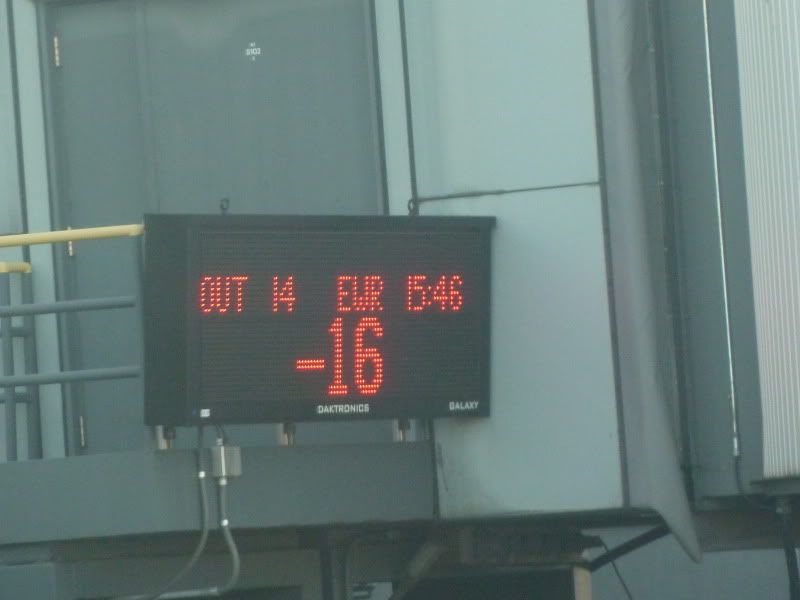 OUT 14 EWR 15:46
-16
DAKTRONICS GALAXY